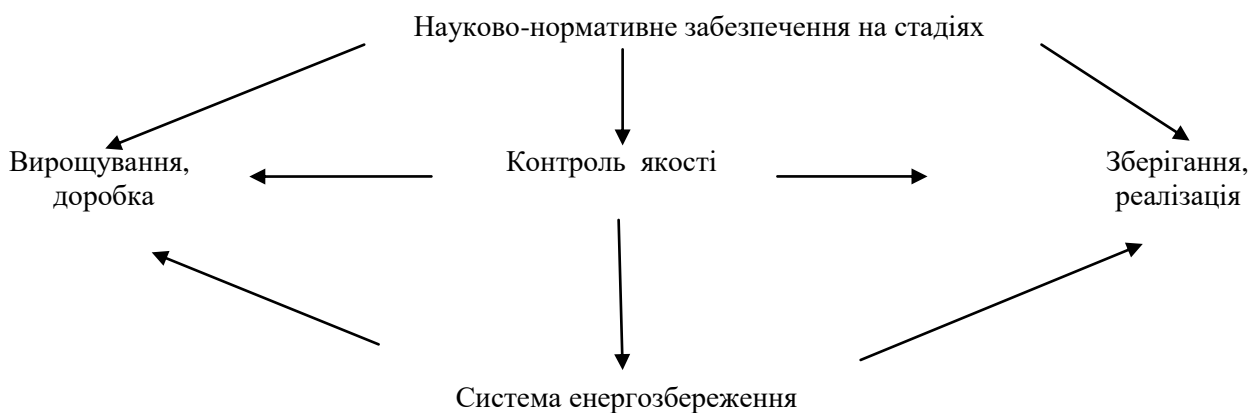 Науково-нормативне забезпечення на стадіях
Вирощування,
доробка
Контроль якості
Зберігання,
реалізація
Система енергозбереження